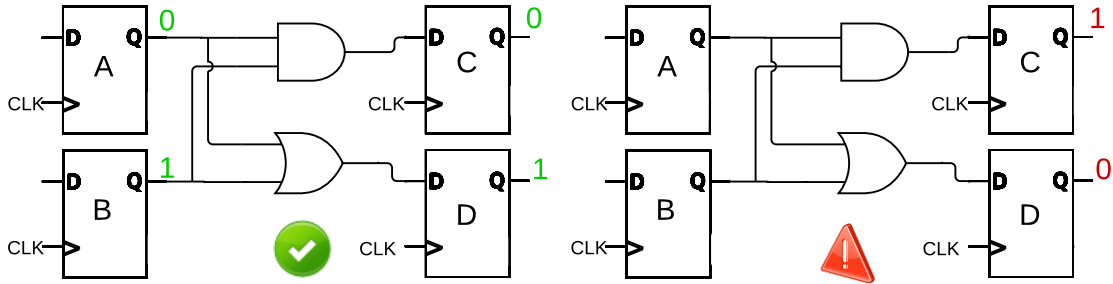 0 0 1
D Q D Q D Q D Q
A C A C
CLK CLK CLK CLK
1 1 0
D Q D Q D Q D Q
B D B D
CLK CLK CLK CLK
!